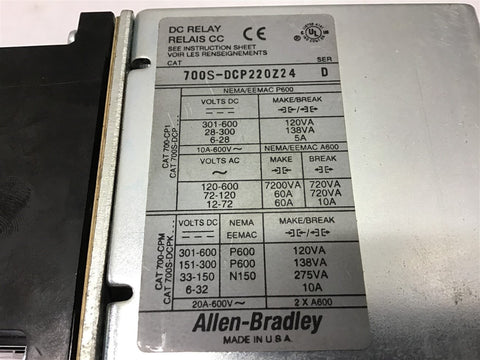 DC RELAY
RELAIS CC
SEE INSTRUCTION SHEET
VOIR LES RENSEIGNEMENTS
CE
UL
CAT SER
700S-DCP220Z24 D
CAT 700-CP1
CAT 700S-DCP...
NEMA/EEMAC P600
VOLTS DC MAKE/BREAK
301-600 120VA
28-300 138VA
6-28 5A
10A-600V~ NEMA/EEMAC A600
VOLTS AC MAKE BREAK
120-600 7200VA 720VA
72-120 60A 720VA
12-72 60A 10A
CAT 700-CPM
CAT 700S-DCPK...
VOLTS DC NEMA EEMAC MAKE/BREAK
301-600 P600 120VA
151-300 P600 138VA
33-150 N150 275VA
6-32 10A
20A-600V~ 2 X A600
Allen-Bradley
MADE IN U.S.A.